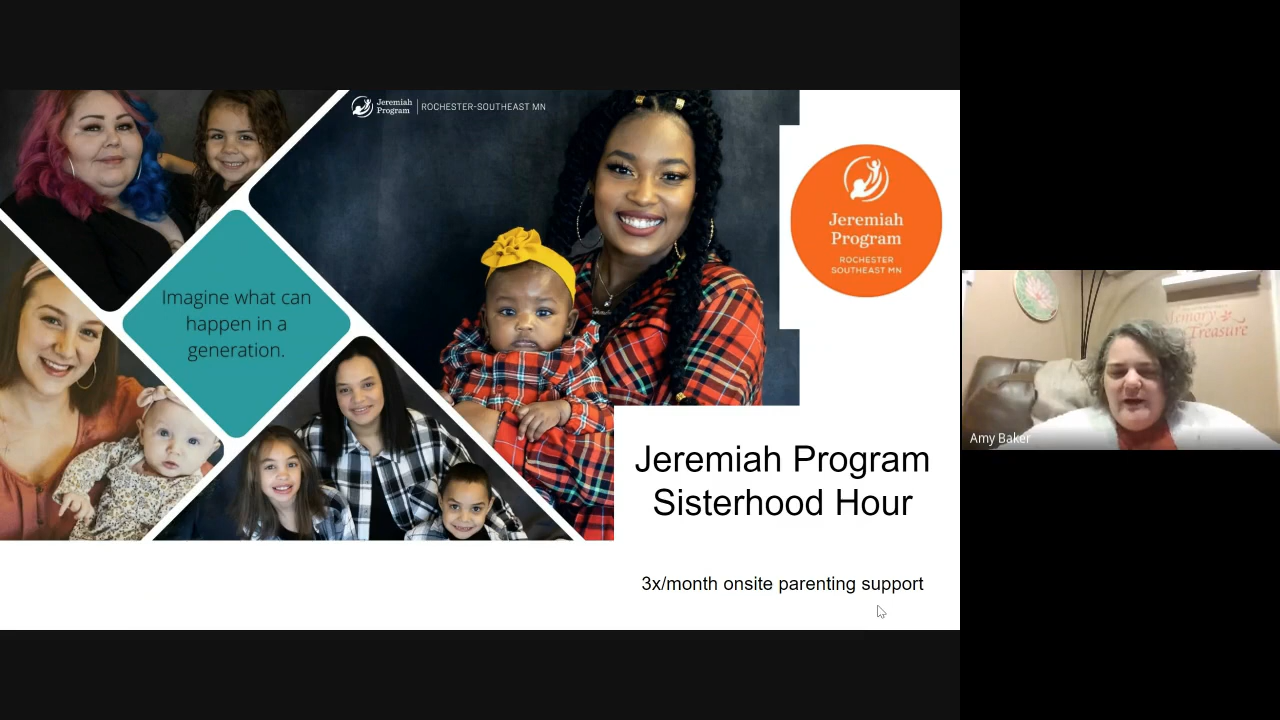 Jeremiah
Program
ROCHESTER-SOUTHEAST MN
Imagine what can
happen in a
generation.
Jeremiah
Program
ROCHESTER
SOUTHEAST MN
Jeremiah Program
Sisterhood Hour
3x/month onsite parenting support
Memory
Treasure
Amy Baker